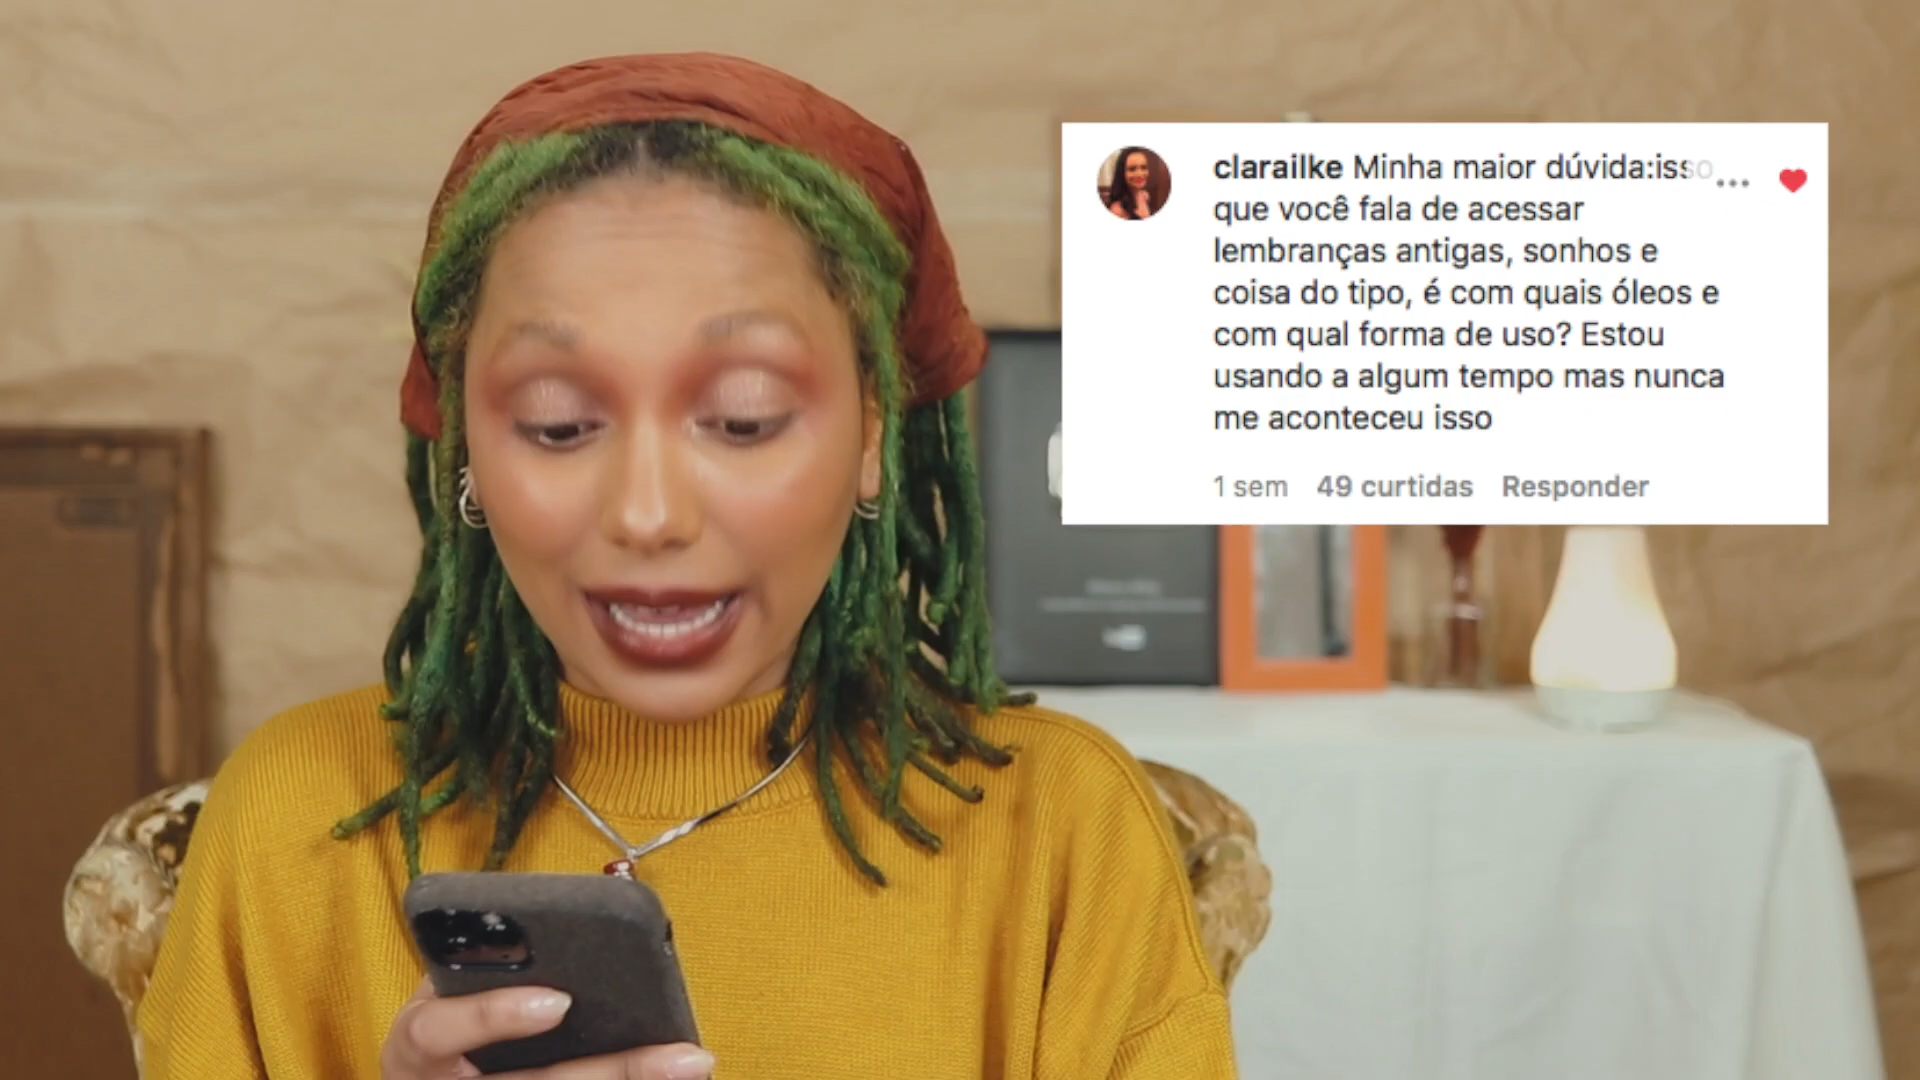 clarailke Minha maior dúvida:isso
que você fala de acessar
lembranças antigas, sonhos e
coisa do tipo, é com quais óleos e
com qual forma de uso? Estou
usando a algum tempo mas nunca
me aconteceu isso
1 sem 49 curtidas Responder